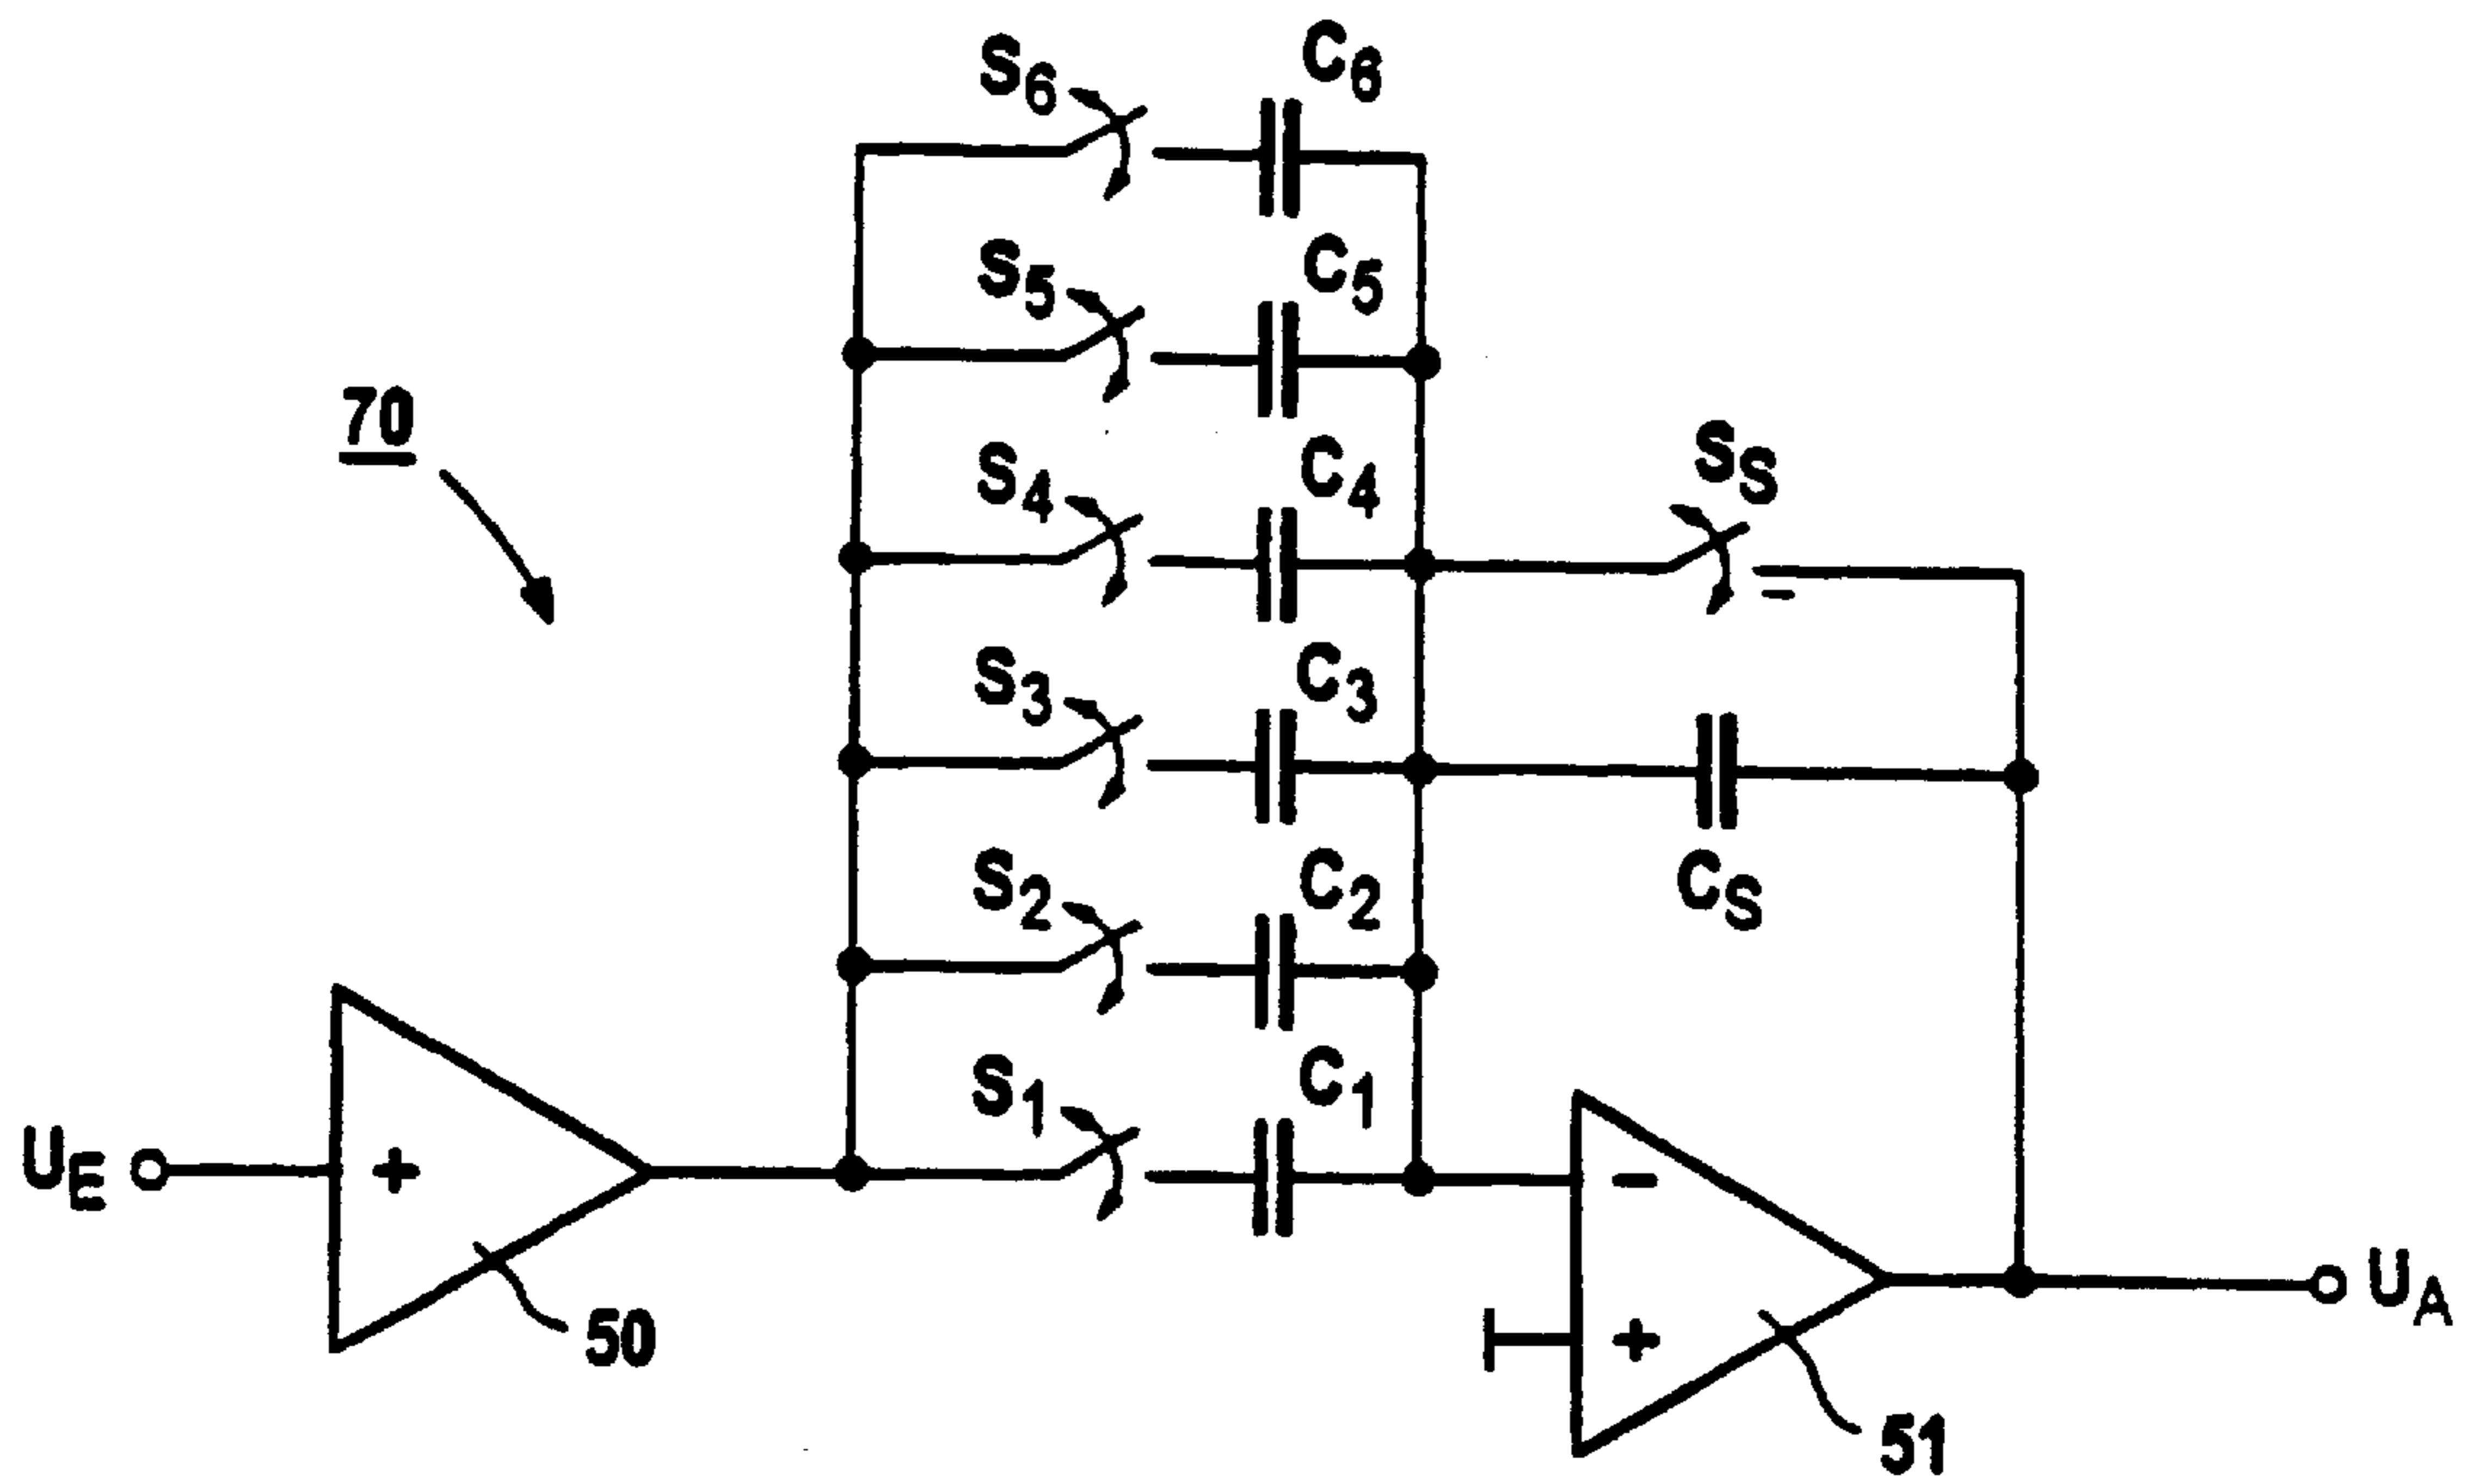 S6 C6
S5 C5
70
S4 C4 SS
S3 C3
S2 C2 CS
S1 C1
UE + -
50 + UA
51